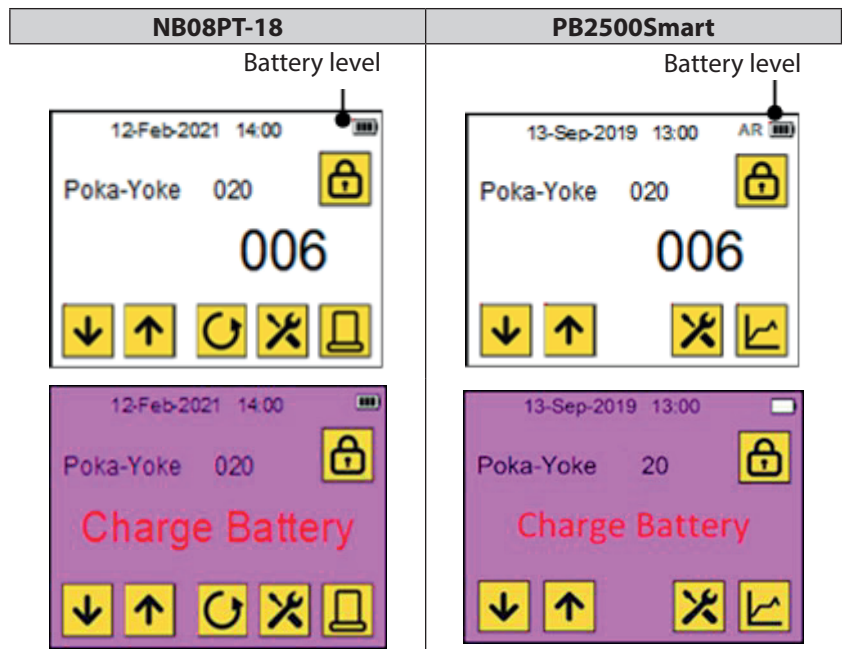 NB08PT-18
PB2500Smart
Battery level
Battery level
12-Feb-2021 14:00
13-Sep-2019 13:00 AR
Poka-Yoke 020
Poka-Yoke 020
006
006
12-Feb-2021 14:00
13-Sep-2019 13:00
Poka-Yoke 020
Poka-Yoke 20
Charge Battery
Charge Battery